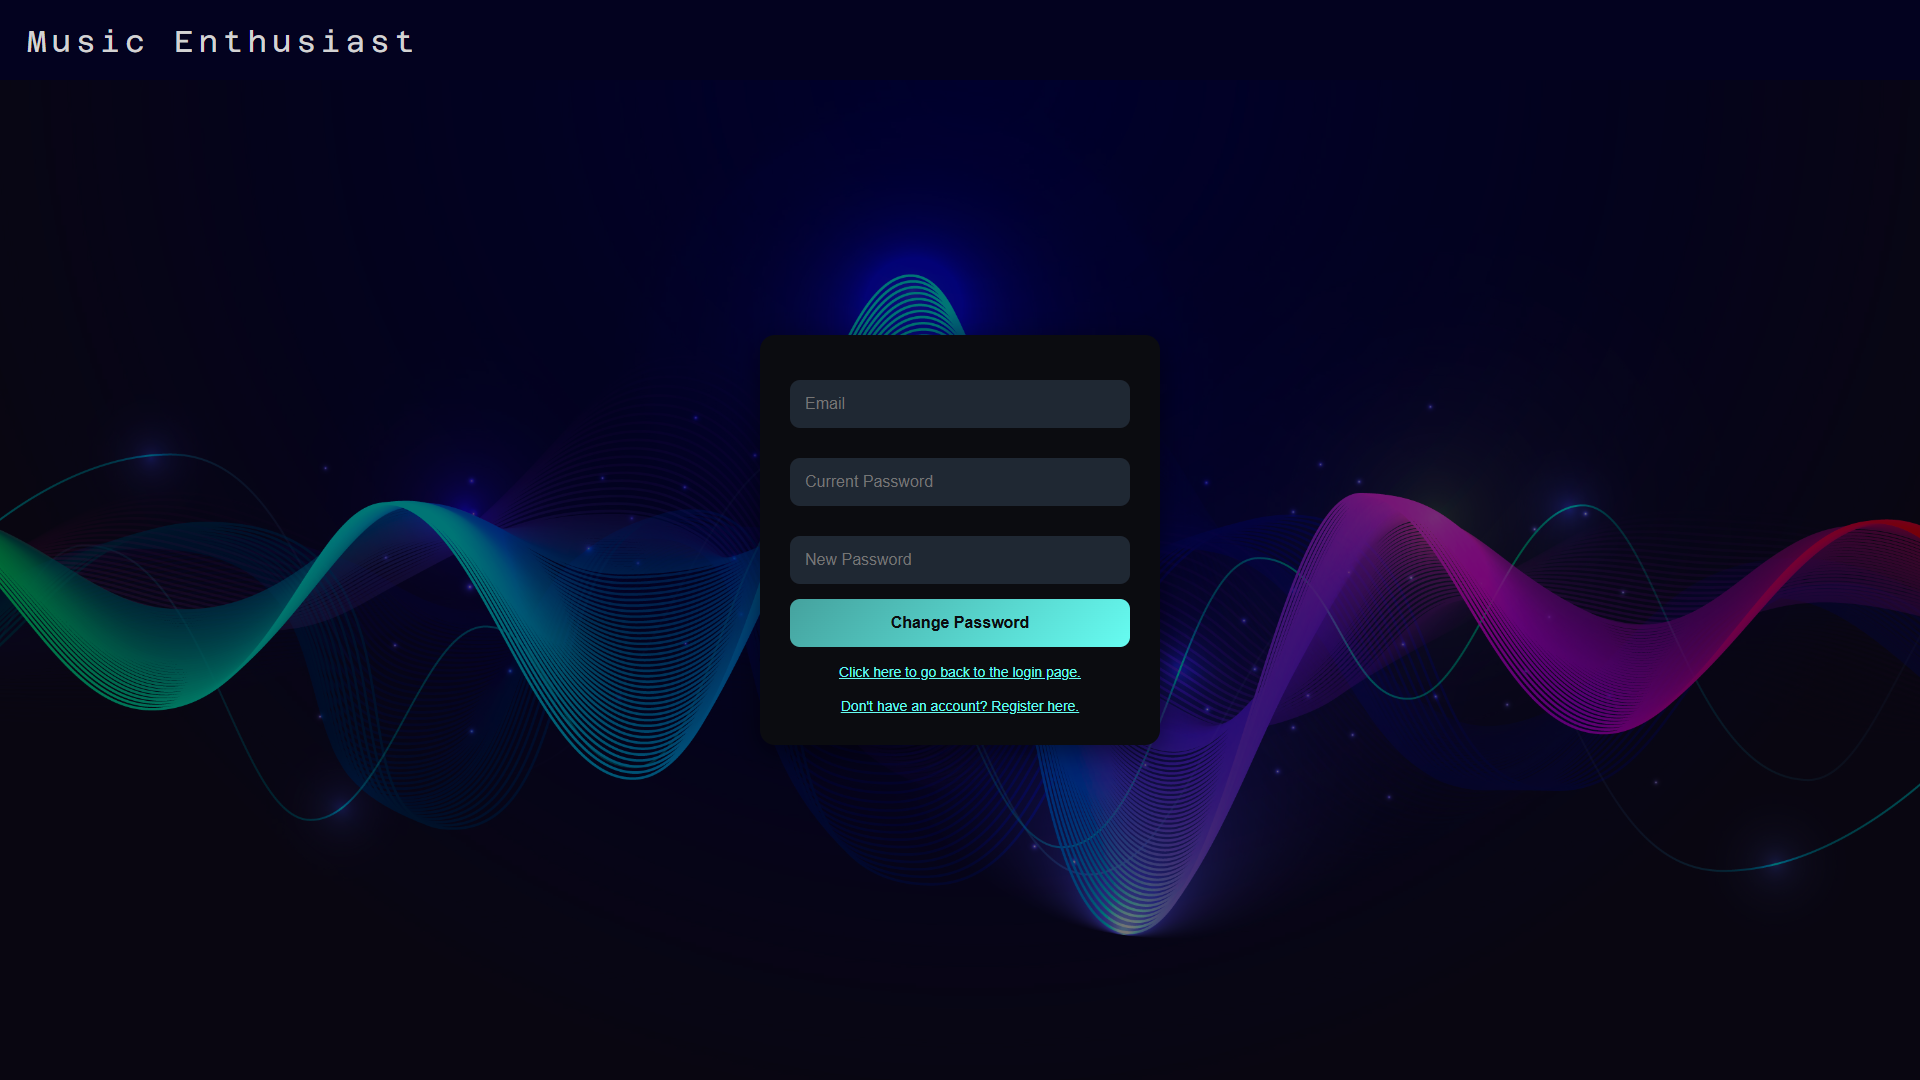 Music Enthusiast
Email
Current Password
New Password
Change Password
Click here to go back to the login page.
Don't have an account? Register here.